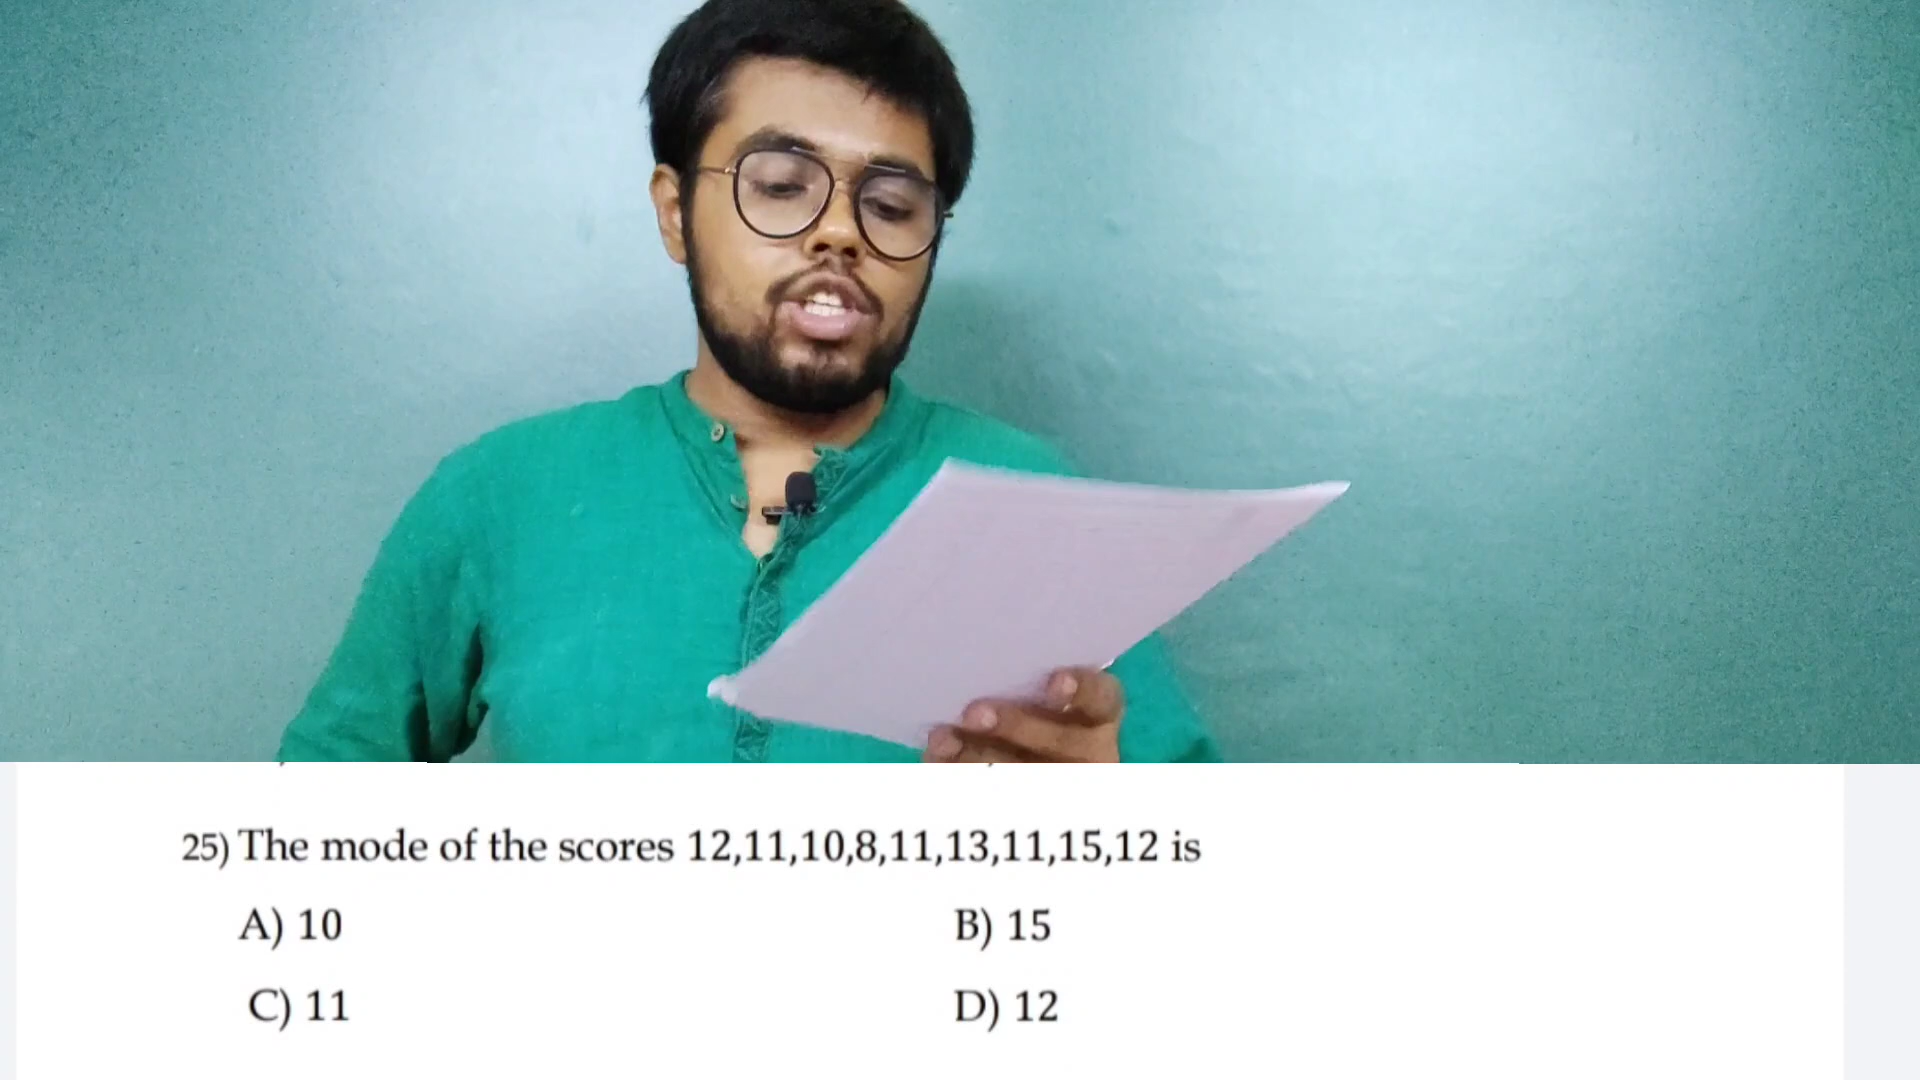 25) The mode of the scores 12,11,10,8,11,13,11,15,12 is
A) 10
B) 15
C) 11
D) 12